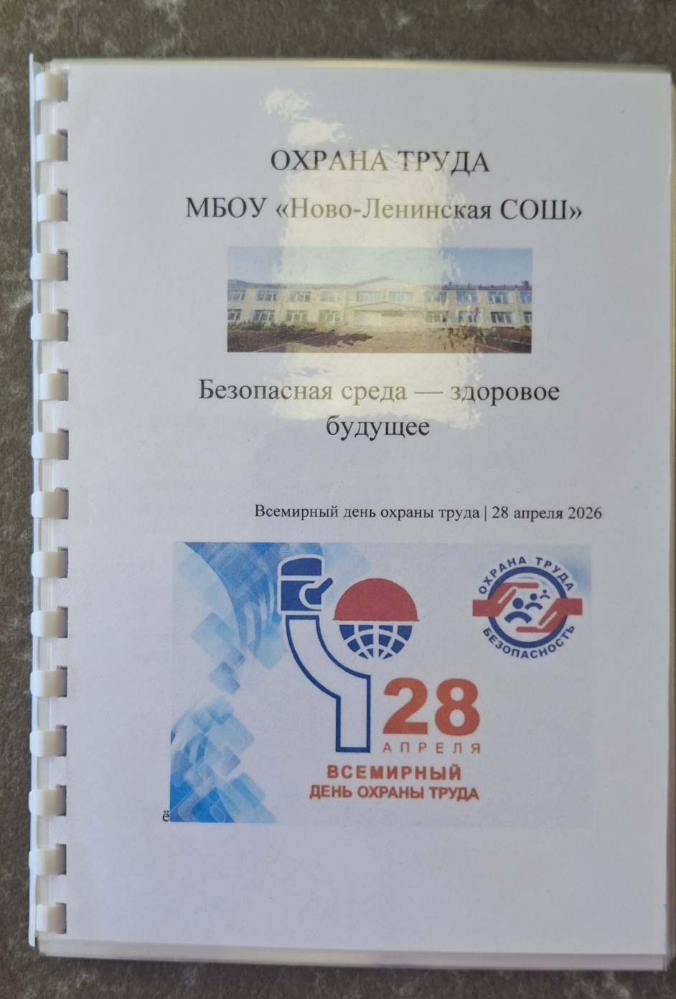 ОХРАНА ТРУДА
МБОУ «Ново-Ленинская СОШ»
Безопасная среда — здоровое
будущее
Всемирный день охраны труда | 28 апреля 2026
ОХРАНА ТРУДА
БЕЗОПАСНОСТЬ
28
АПРЕЛЯ
ВСЕМИРНЫЙ
ДЕНЬ ОХРАНЫ ТРУДА
ё